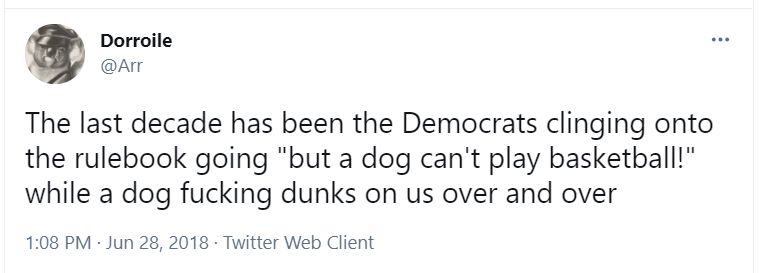 Dorroile
@Arr
The last decade has been the Democrats clinging onto
the rulebook going "but a dog can't play basketball!"
while a dog fucking dunks on us over and over
1:08 PM · Jun 28, 2018 · Twitter Web Client